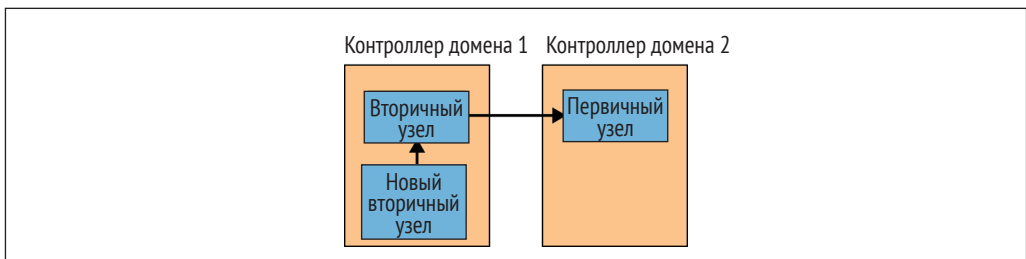 Контроллер домена 1
Контроллер домена 2
Вторичный
узел
Первичный
узел
Новый
вторичный
узел